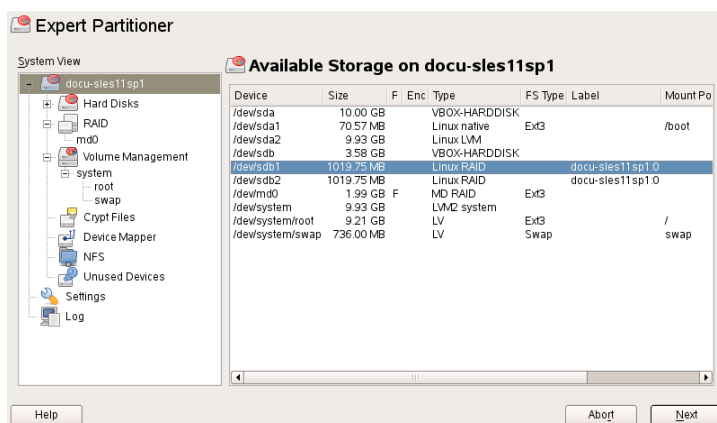 Expert Partitioner
System View
docu-sles11sp1
Hard Disks
RAID
md0
Volume Management
system
root
swap
Crypt Files
Device Mapper
NFS
Unused Devices
Settings
Log
Available Storage on docu-sles11sp1
Device Size F Enc Type FS Type Label Mount Po
/dev/sda 10.00 GB VBOX-HARDDISK
/dev/sda1 70.57 MB Linux native Ext3 /boot
/dev/sda2 9.93 GB Linux LVM
/dev/sdb 3.58 GB VBOX-HARDDISK
/dev/sdb1 1019.75 MB Linux RAID docu-sles11sp1:0
/dev/sdb2 1019.75 MB Linux RAID docu-sles11sp1:0
/dev/md0 1.99 GB F MD RAID Ext3
/dev/system 9.93 GB LVM2 system
/dev/system/root 9.21 GB LV Ext3 /
/dev/system/swap 736.00 MB LV Swap swap
Help Abort Next